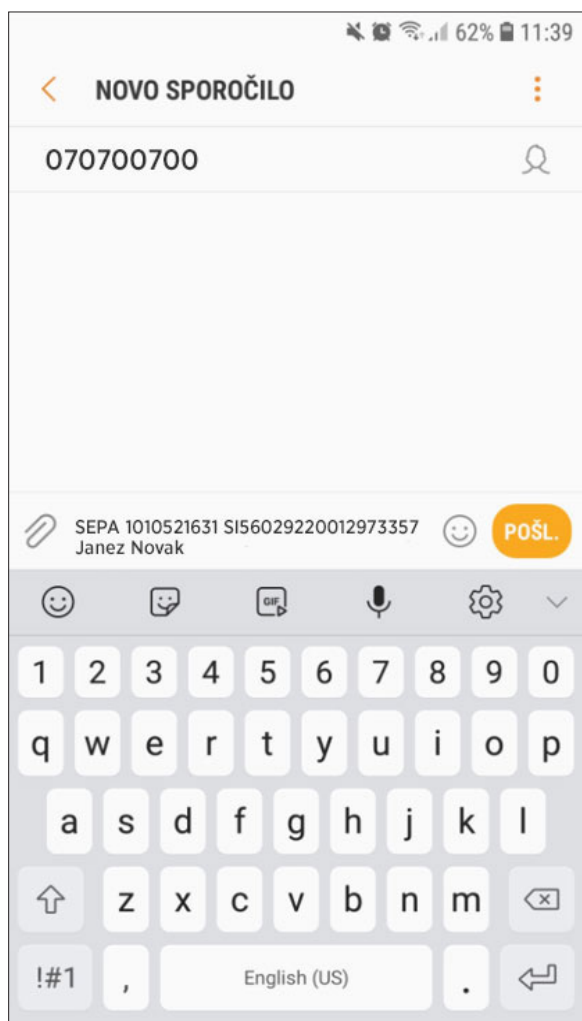 62% 11:39
NOVO SPOROČILO
070700700
SEPA 1010521631 SI56029220012973357
Janez Novak
POŠL.
GIF
1 2 3 4 5 6 7 8 9 0
q w e r t y u i o p
a s d f g h j k l
z x c v b n m
!#1 , English (US) .